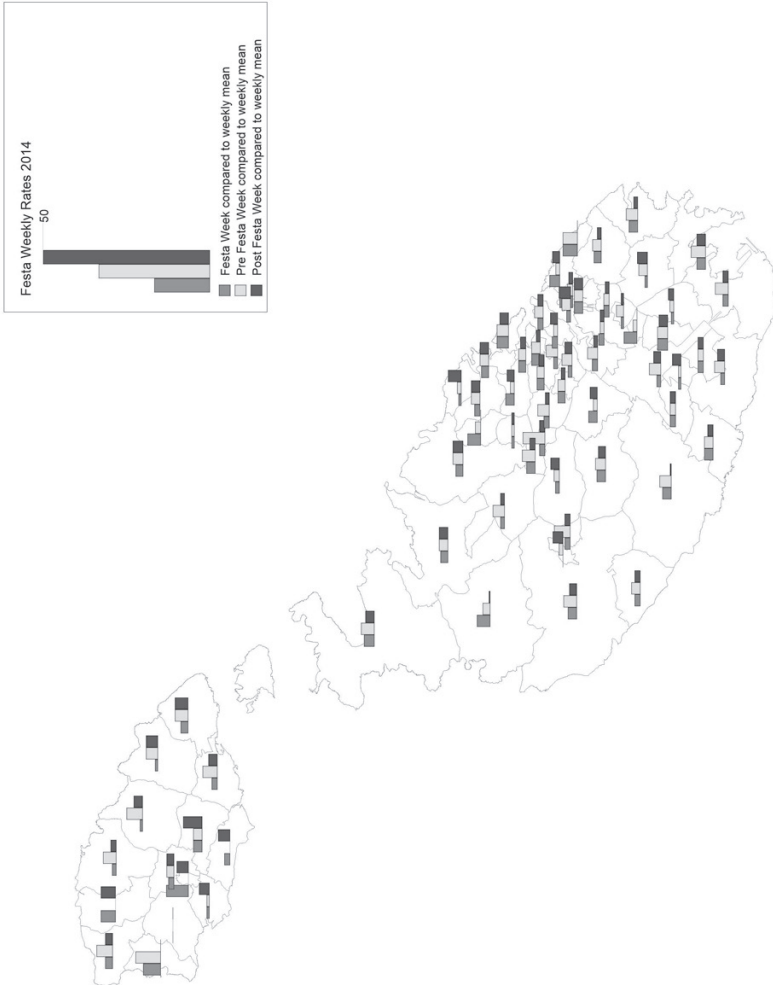 Festa Weekly Rates 2014
50
Festa Week compared to weekly mean
Pre Festa Week compared to weekly mean
Post Festa Week compared to weekly mean